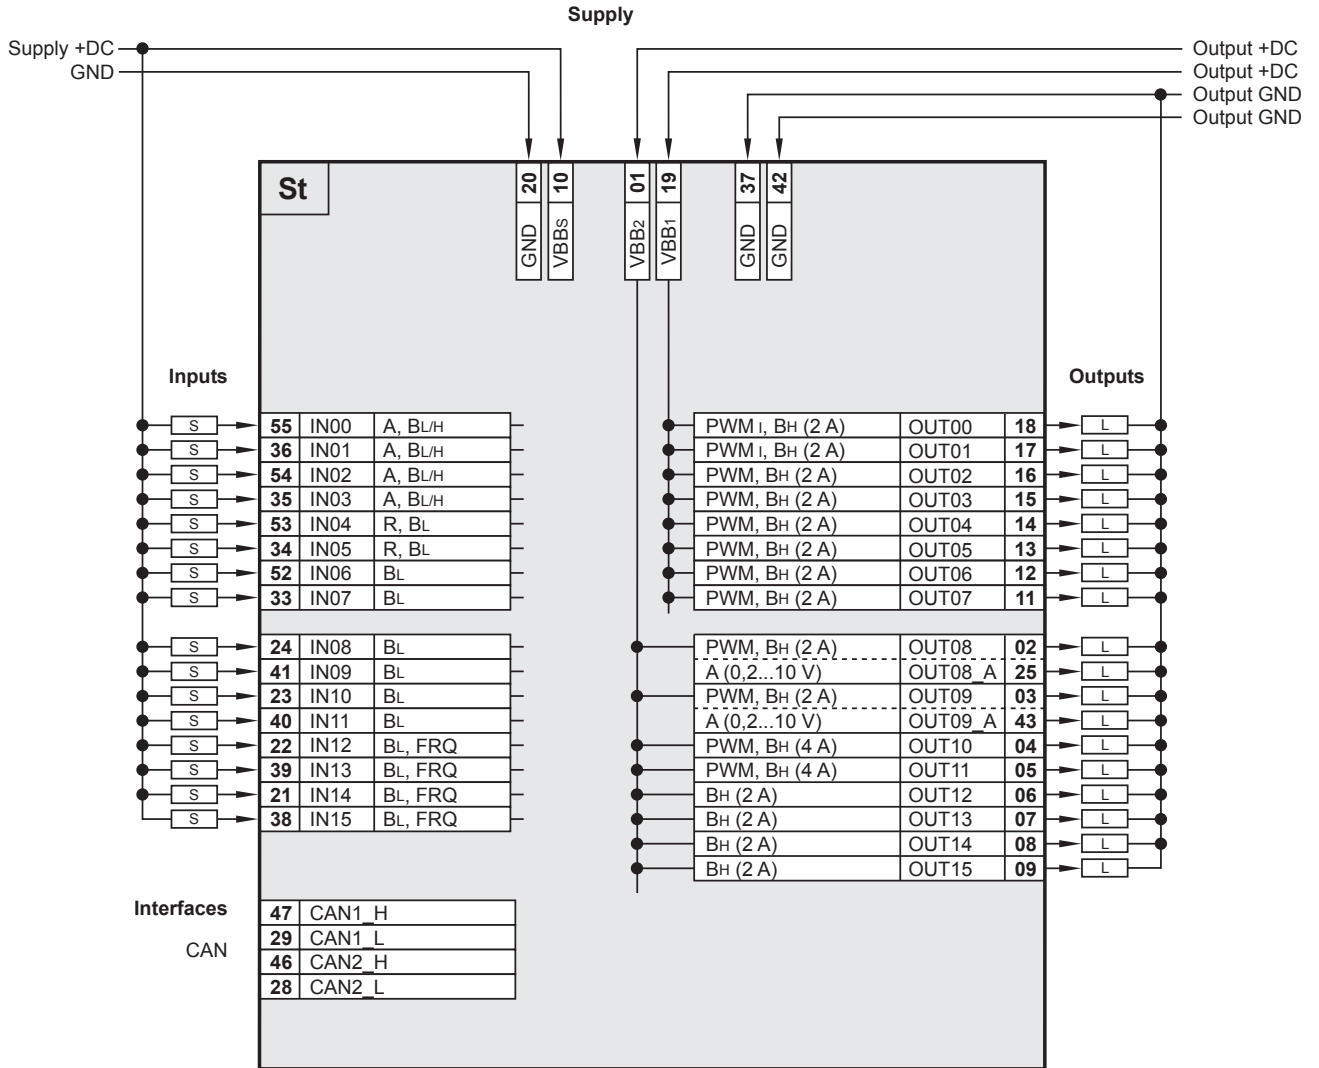 Supply
Supply +DC
GND
Output +DC
Output +DC
Output GND
Output GND
St
20 GND
10 VBBS
01 VBB2
19 VBB1
37 GND
42 GND
Inputs
S 55 IN00 A, BL/H
S 36 IN01 A, BL/H
S 54 IN02 A, BL/H
S 35 IN03 A, BL/H
S 53 IN04 R, BL
S 34 IN05 R, BL
S 52 IN06 BL
S 33 IN07 BL
S 24 IN08 BL
S 41 IN09 BL
S 23 IN10 BL
S 40 IN11 BL
S 22 IN12 BL, FRQ
S 39 IN13 BL, FRQ
S 21 IN14 BL, FRQ
S 38 IN15 BL, FRQ
Outputs
PWM I, BH (2 A) OUT00 18 L
PWM I, BH (2 A) OUT01 17 L
PWM, BH (2 A) OUT02 16 L
PWM, BH (2 A) OUT03 15 L
PWM, BH (2 A) OUT04 14 L
PWM, BH (2 A) OUT05 13 L
PWM, BH (2 A) OUT06 12 L
PWM, BH (2 A) OUT07 11 L
PWM, BH (2 A) OUT08 02 L
A (0,2...10 V) OUT08_A 25 L
PWM, BH (2 A) OUT09 03 L
A (0,2...10 V) OUT09_A 43 L
PWM, BH (4 A) OUT10 04 L
PWM, BH (4 A) OUT11 05 L
BH (2 A) OUT12 06 L
BH (2 A) OUT13 07 L
BH (2 A) OUT14 08 L
BH (2 A) OUT15 09 L
Interfaces
CAN
47 CAN1_H
29 CAN1_L
46 CAN2_H
28 CAN2_L